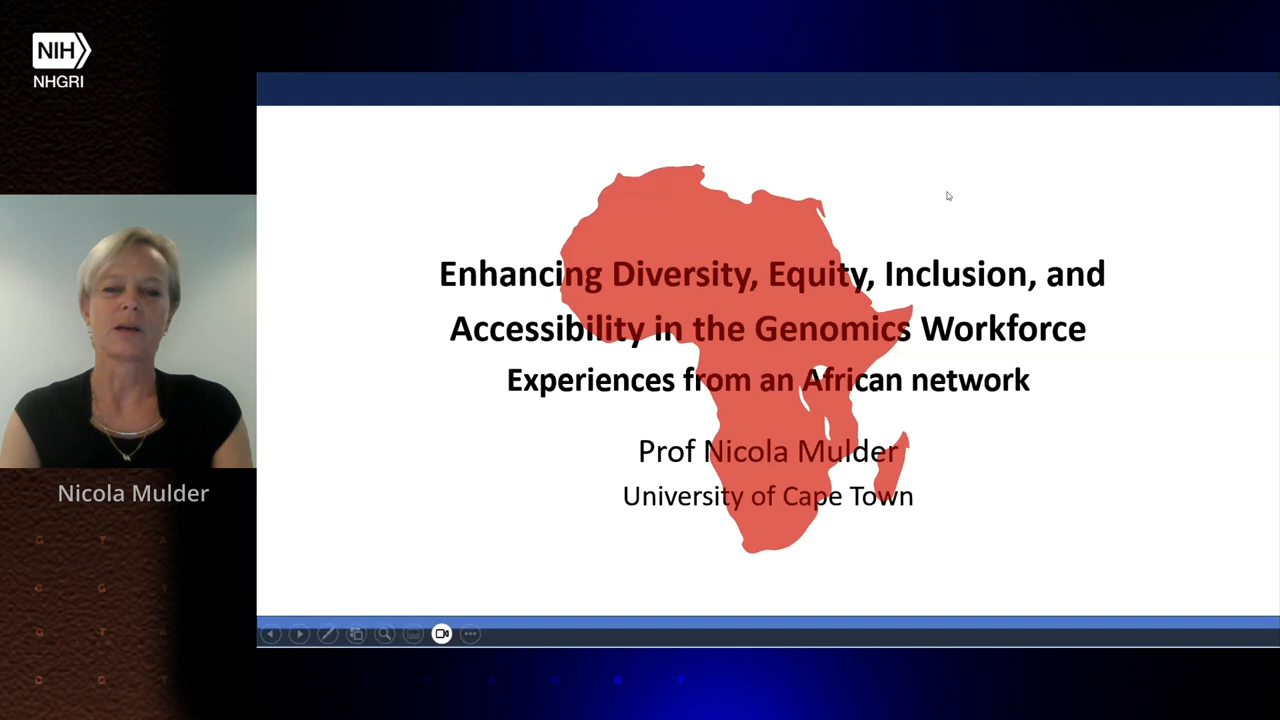 NIH
NHGRI
Enhancing Diversity, Equity, Inclusion, and
Accessibility in the Genomics Workforce
Experiences from an African network
Prof Nicola Mulder
University of Cape Town
Nicola Mulder